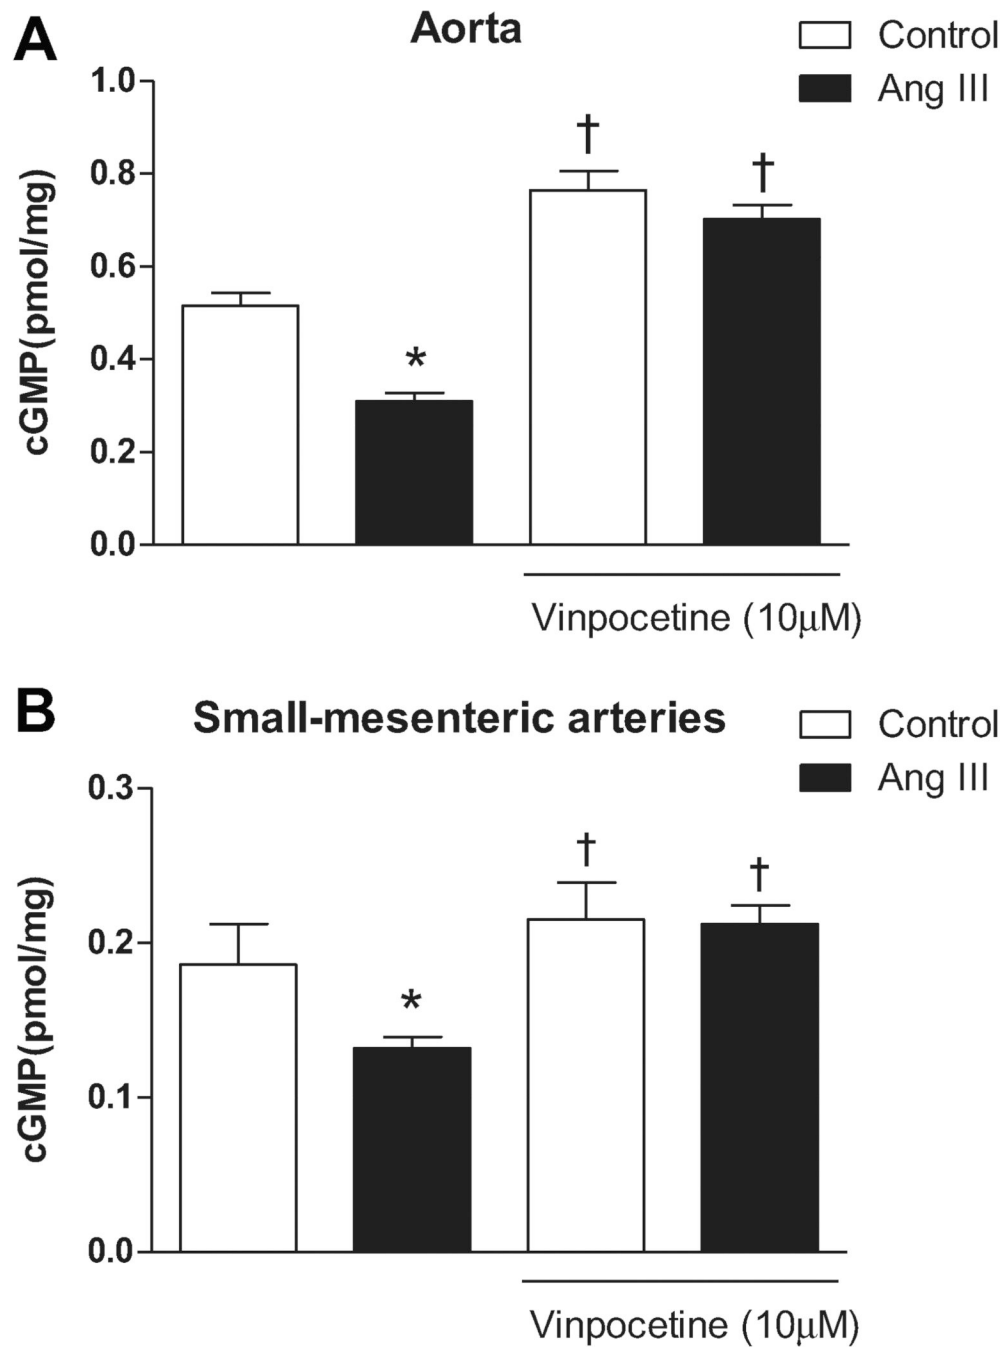 A
Aorta
Control
Ang III
cGMP(pmol/mg)
1.0
0.8
0.6
0.4
0.2
0.0
*
†
†
Vinpocetine (10μM)
B
Small-mesenteric arteries
Control
Ang III
cGMP(pmol/mg)
0.3
0.2
0.1
0.0
*
†
†
Vinpocetine (10μM)